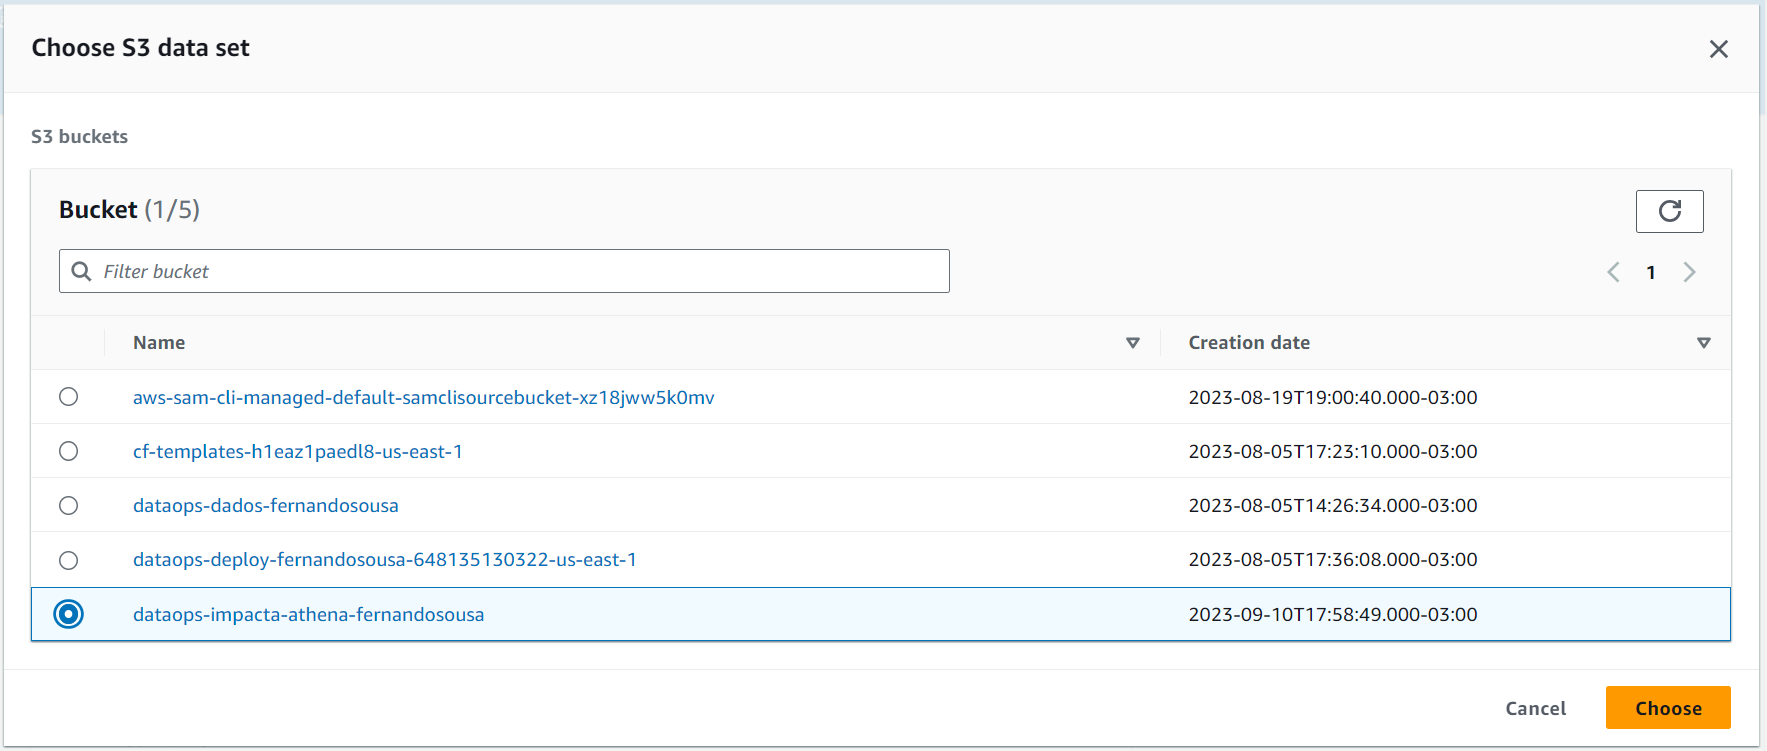 Choose S3 data set
S3 buckets
Bucket (1/5)
Filter bucket
1
Name Creation date
aws-sam-cli-managed-default-samclisourcebucket-xz18jww5k0mv 2023-08-19T19:00:40.000-03:00
cf-templates-h1eaz1paedl8-us-east-1 2023-08-05T17:23:10.000-03:00
dataops-dados-fernandosousa 2023-08-05T14:26:34.000-03:00
dataops-deploy-fernandosousa-648135130322-us-east-1 2023-08-05T17:36:08.000-03:00
dataops-impacta-athena-fernandosousa 2023-09-10T17:58:49.000-03:00
Cancel Choose